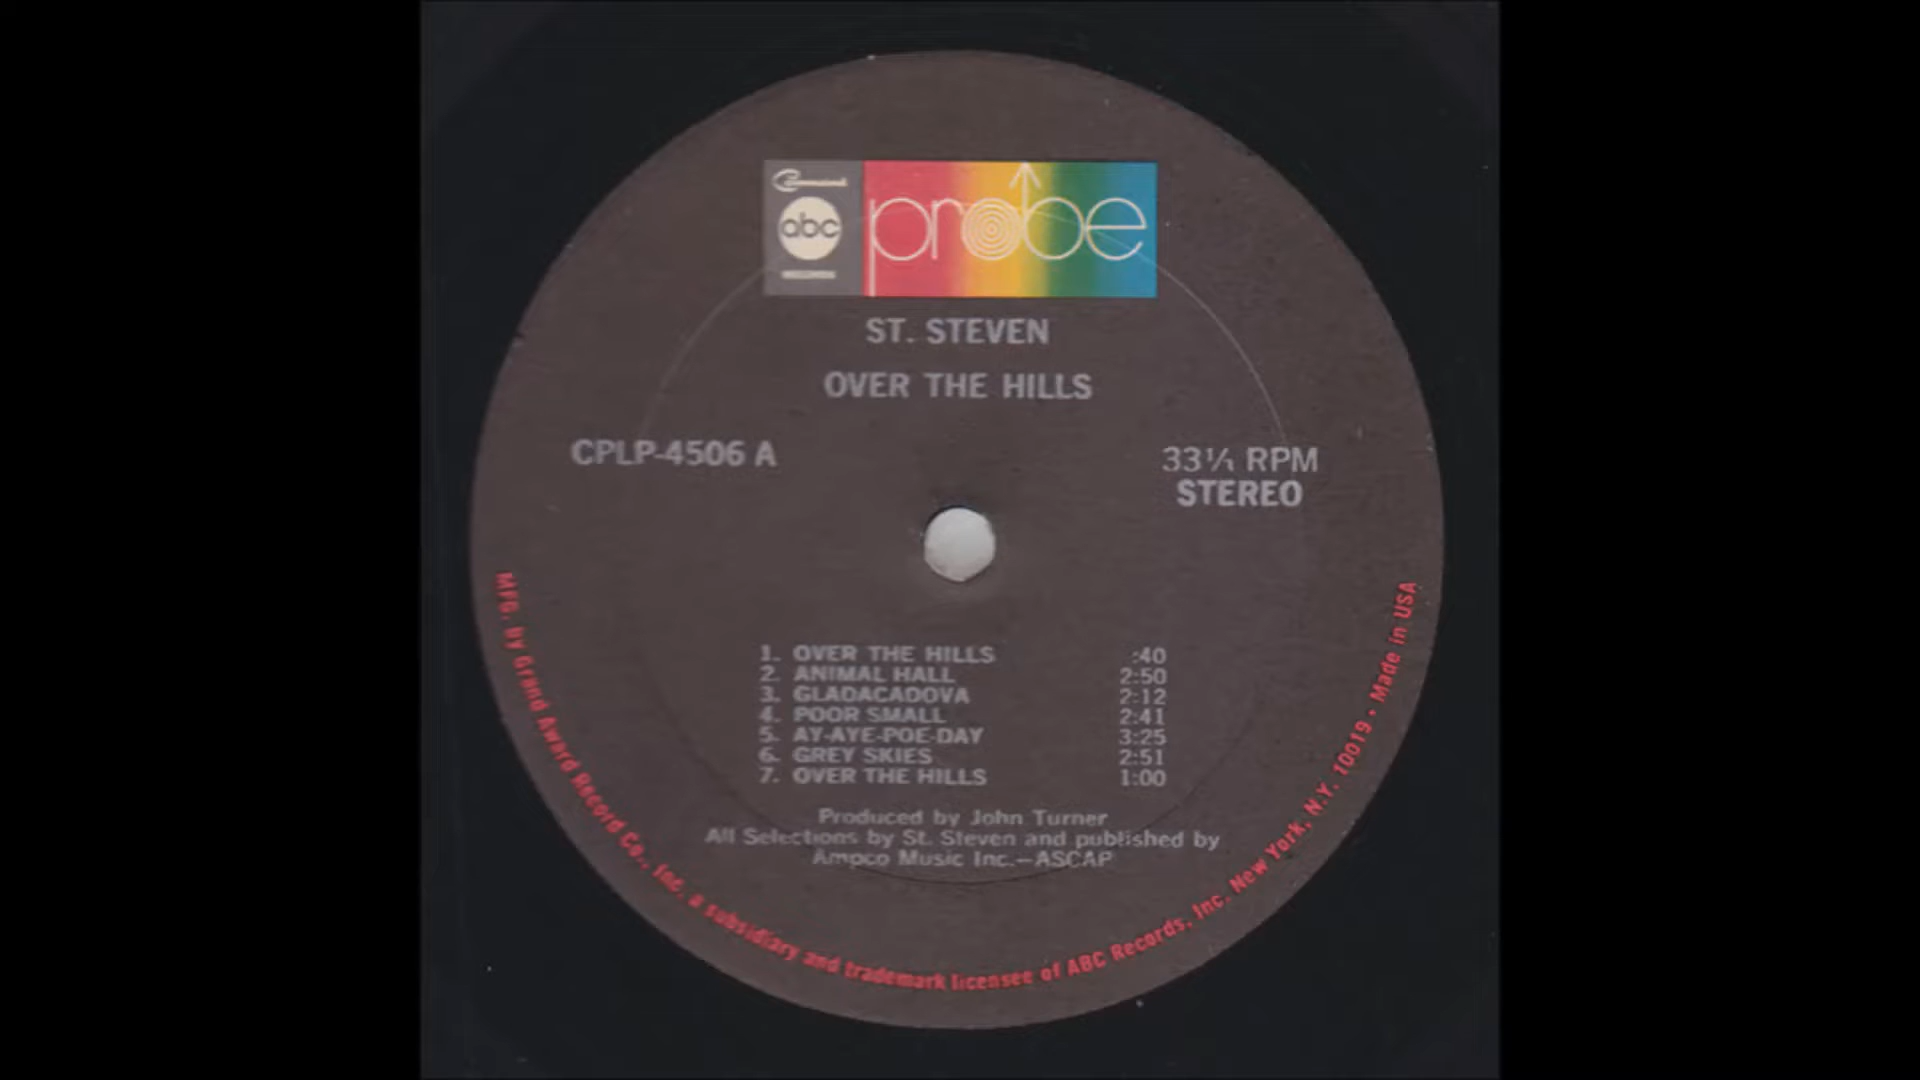 Command
abc
RECORDS
probe
ST. STEVEN
OVER THE HILLS
CPLP-4506 A
33⅓ RPM
STEREO
1. OVER THE HILLS :40
2. ANIMAL HALL 2:50
3. GLADACADOVA 2:12
4. POOR SMALL 2:41
5. AY-AYE-POE-DAY 3:25
6. GREY SKIES 2:51
7. OVER THE HILLS 1:00
Produced by John Turner
All Selections by St. Steven and published by
Ampco Music Inc.—ASCAP
MFG. By Grand Award Record Co., Inc. a subsidiary and trademark licensee of ABC Records, Inc. New York, N.Y. 10019 • Made in USA